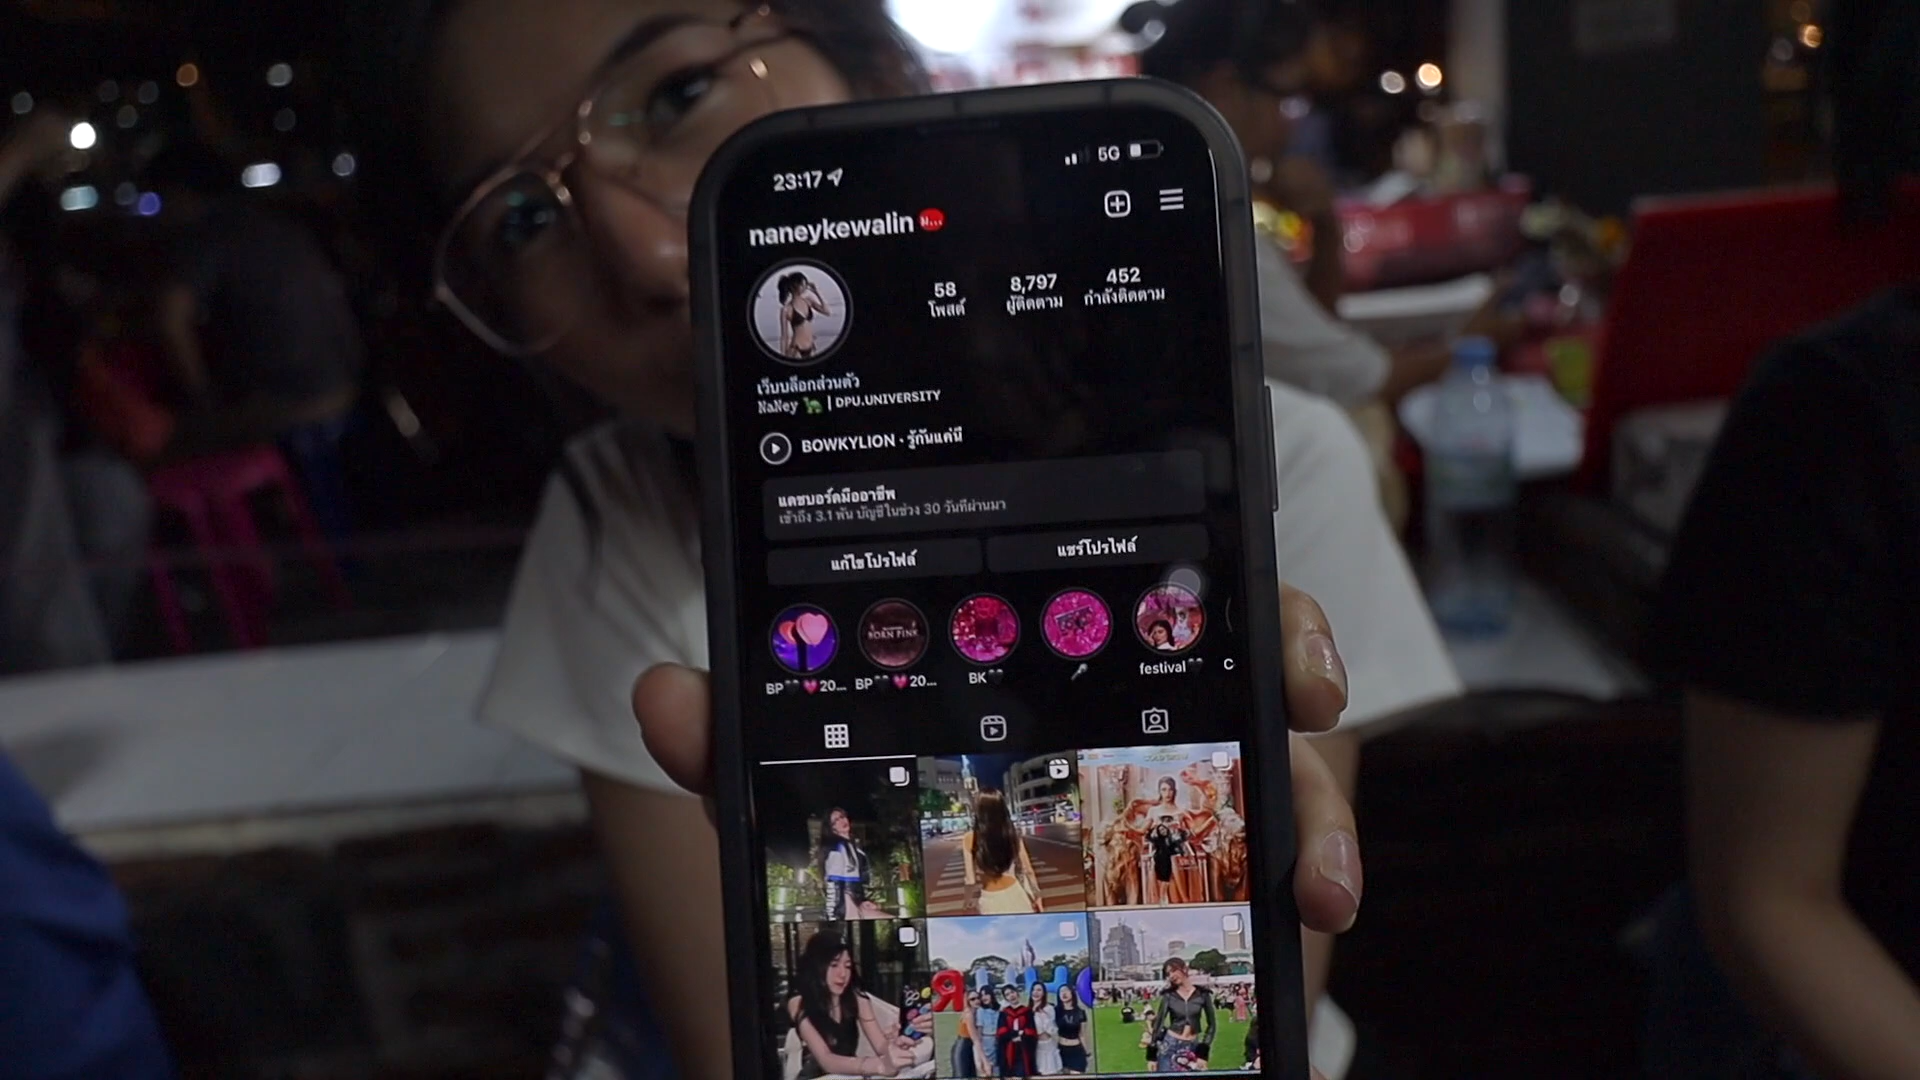 23:17
5G
naneykewalin
58 โพสต์
8,797 ผู้ติดตาม
452 กำลังติดตาม
เว็บบล็อกส่วนตัว
NaNey | DPU.UNIVERSITY
BOWKYLION · รู้กันแค่นี้
แดชบอร์ดมืออาชีพ
เข้าถึง 3.1 พัน บัญชีในช่วง 30 วันที่ผ่านมา
แก้ไขโปรไฟล์
แชร์โปรไฟล์
BORN PINK
BP🖤💗20...
BP🖤💗20...
BK🖤
🎤
festival🖤
C